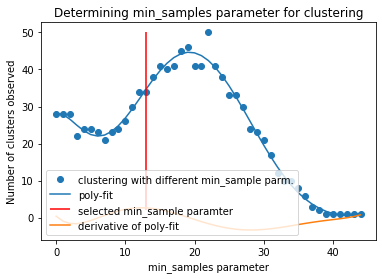 Determining min_samples parameter for clustering
50
40
30
20
10
0
Number of clusters observed
clustering with different min_sample parms
poly-fit
selected min_sample paramter
derivative of poly-fit
0 10 20 30 40
min_samples parameter